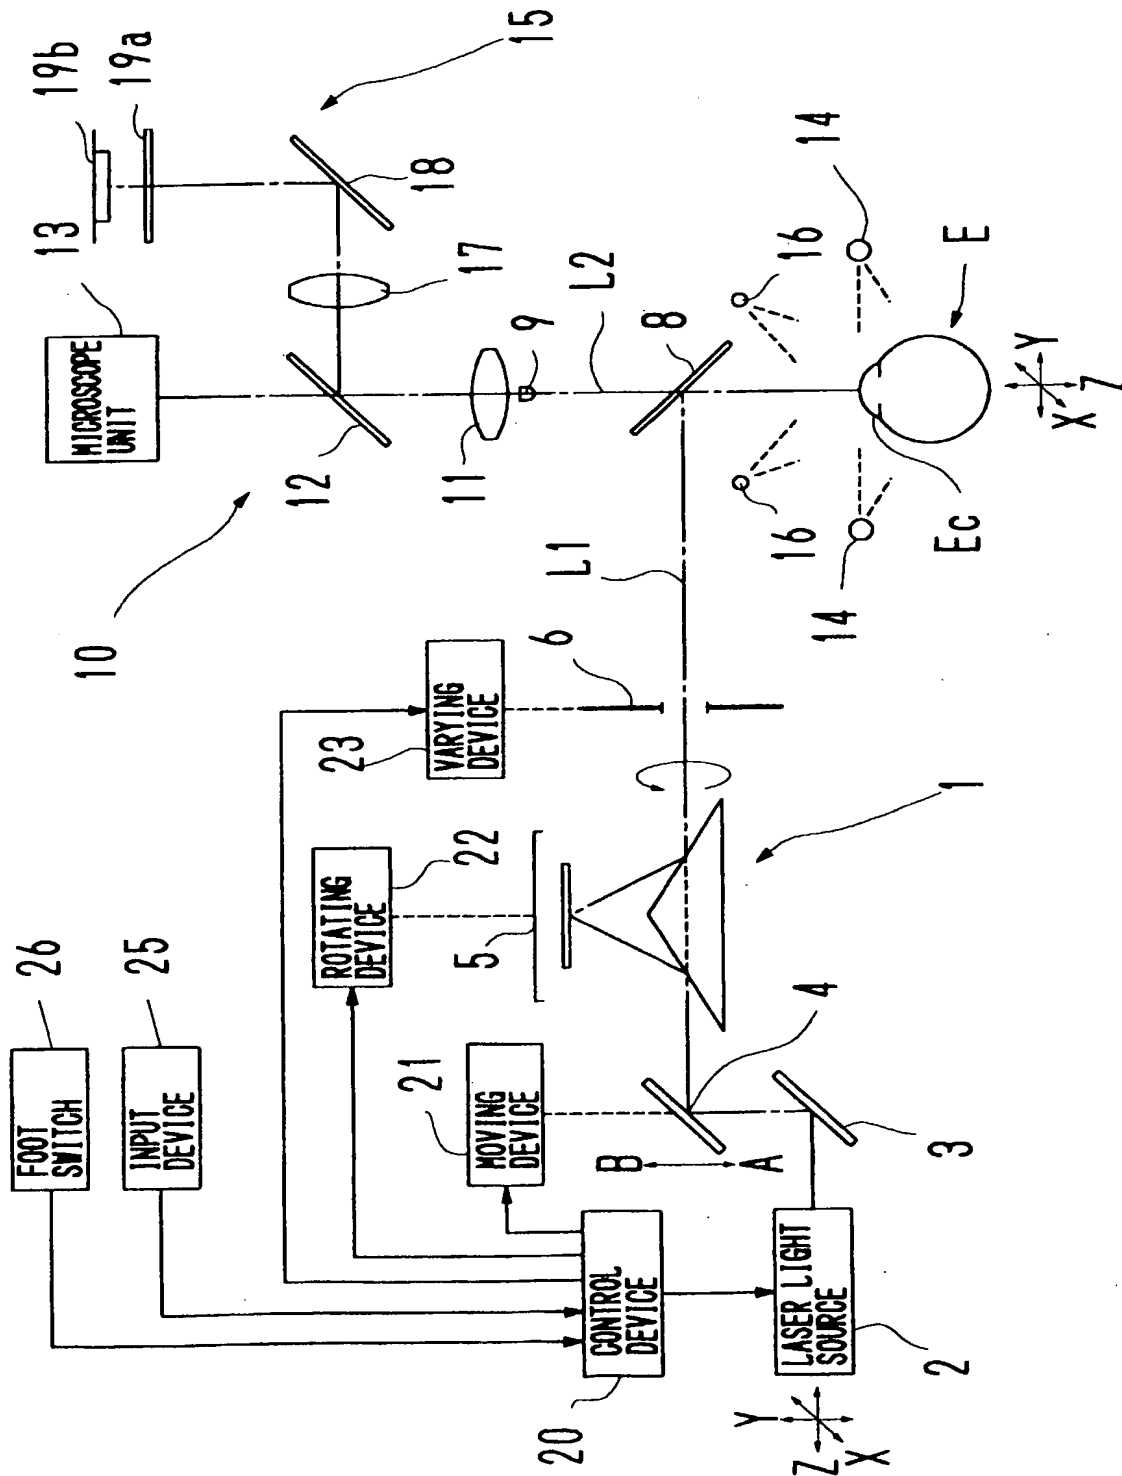 FOOT
SWITCH
26
INPUT
DEVICE
25
ROTATING
DEVICE
22
VARYING
DEVICE
23
10
MICROSCOPE
UNIT
13
19b
19a
15
MOVING
DEVICE
21
5
6
12
11
9
17
18
L2
8
CONTROL
DEVICE
20
B
A
4
L1
16
16
14
14
LASER LIGHT
SOURCE
2
3
1
Ec
E
Y
Z
X
X
Y
Z